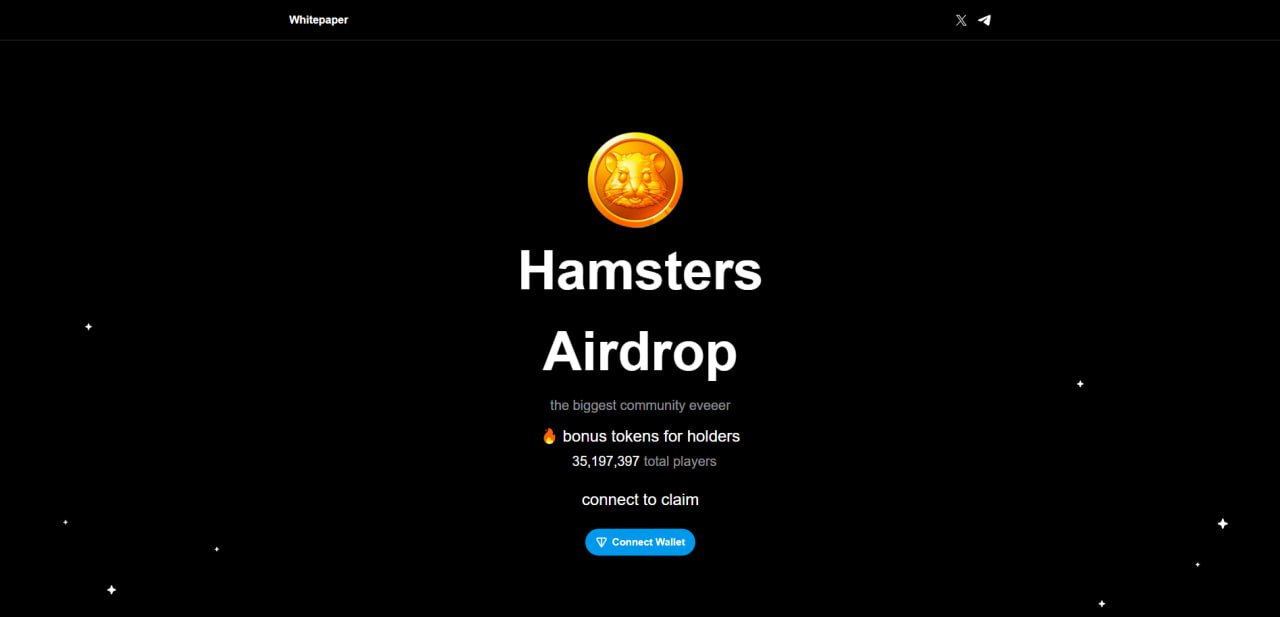 Whitepaper
Hamsters
Airdrop
the biggest community eveeer
🔥 bonus tokens for holders
35,197,397 total players
connect to claim
Connect Wallet